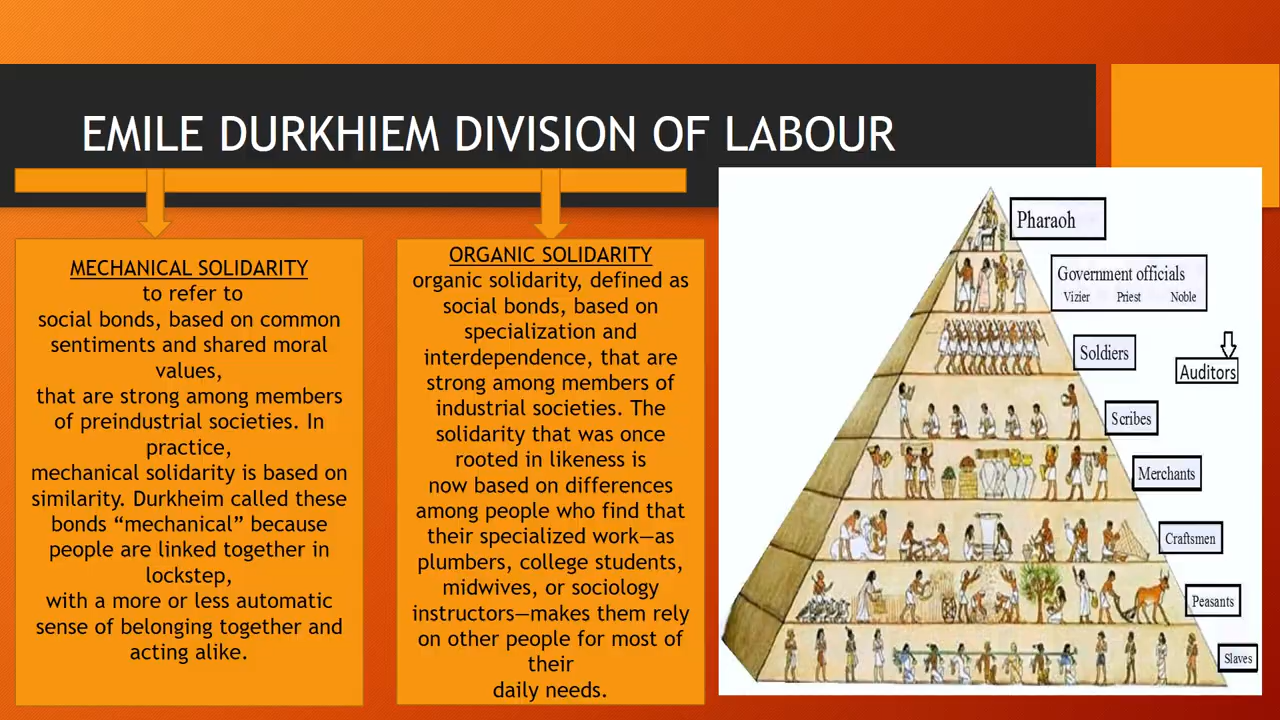 EMILE DURKHIEM DIVISION OF LABOUR
MECHANICAL SOLIDARITY
to refer to
social bonds, based on common
sentiments and shared moral
values,
that are strong among members
of preindustrial societies. In
practice,
mechanical solidarity is based on
similarity. Durkheim called these
bonds “mechanical” because
people are linked together in
lockstep,
with a more or less automatic
sense of belonging together and
acting alike.
ORGANIC SOLIDARITY
organic solidarity, defined as
social bonds, based on
specialization and
interdependence, that are
strong among members of
industrial societies. The
solidarity that was once
rooted in likeness is
now based on differences
among people who find that
their specialized work—as
plumbers, college students,
midwives, or sociology
instructors—makes them rely
on other people for most of
their
daily needs.
Pharaoh
Government officials
Vizier Priest Noble
Soldiers
Auditors
Scribes
Merchants
Craftsmen
Peasants
Slaves